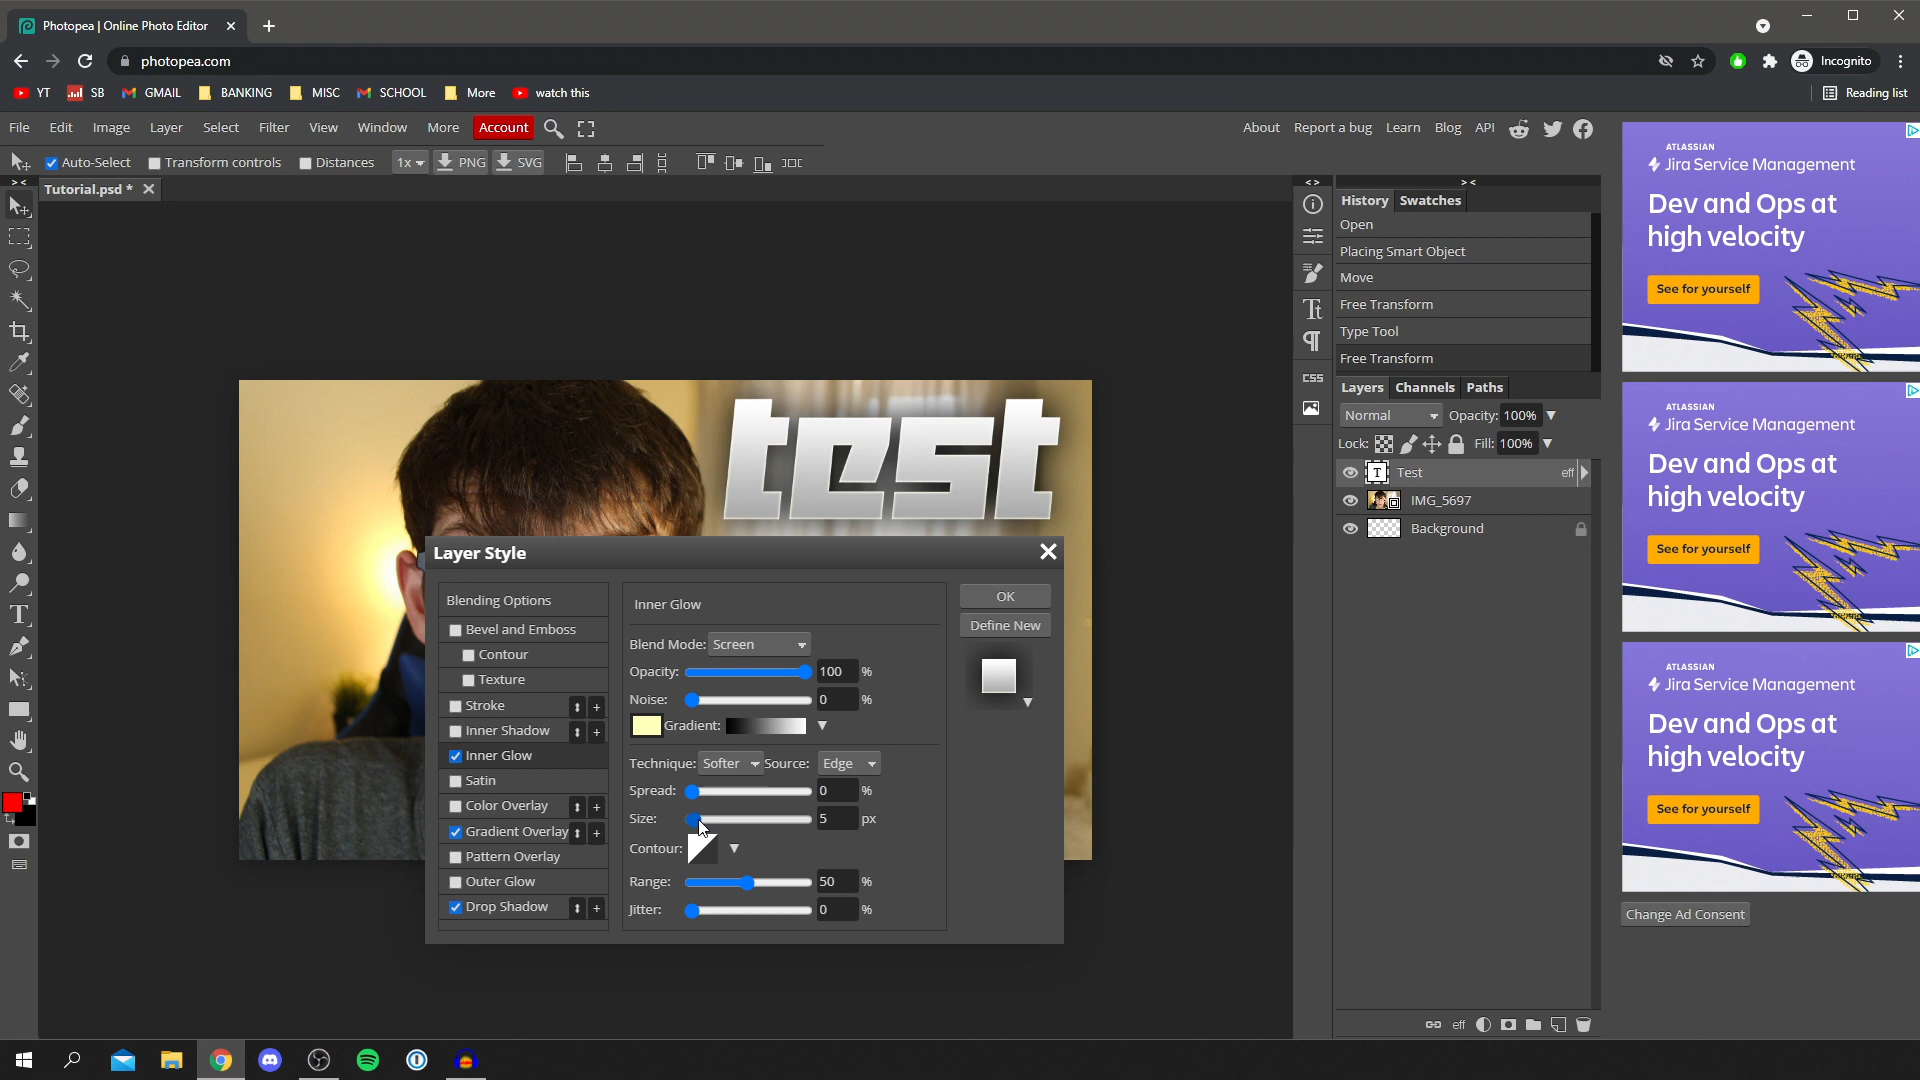 Photopea | Online Photo Editor
photopea.com
Incognito
YT SB GMAIL BANKING MISC SCHOOL More watch this Reading list
File Edit Image Layer Select Filter View Window More Account About Report a bug Learn Blog API
Auto-Select Transform controls Distances 1x PNG SVG
Tutorial.psd *
History Swatches
Open
Placing Smart Object
Move
Free Transform
Type Tool
Free Transform
CSS
Layers Channels Paths
Normal Opacity: 100%
Lock: Fill: 100%
T Test eff
IMG_5697
Background
eff
test
Layer Style
Blending Options
Bevel and Emboss
Contour
Texture
Stroke
Inner Shadow
Inner Glow
Satin
Color Overlay
Gradient Overlay
Pattern Overlay
Outer Glow
Drop Shadow
Inner Glow
Blend Mode: Screen
Opacity: 100 %
Noise: 0 %
Gradient:
Technique: Softer Source: Edge
Spread: 0 %
Size: 5 px
Contour:
Range: 50 %
Jitter: 0 %
OK
Define New
ATLASSIAN
Jira Service Management
Dev and Ops at
high velocity
See for yourself
ATLASSIAN
Jira Service Management
Dev and Ops at
high velocity
See for yourself
ATLASSIAN
Jira Service Management
Dev and Ops at
high velocity
See for yourself
Change Ad Consent